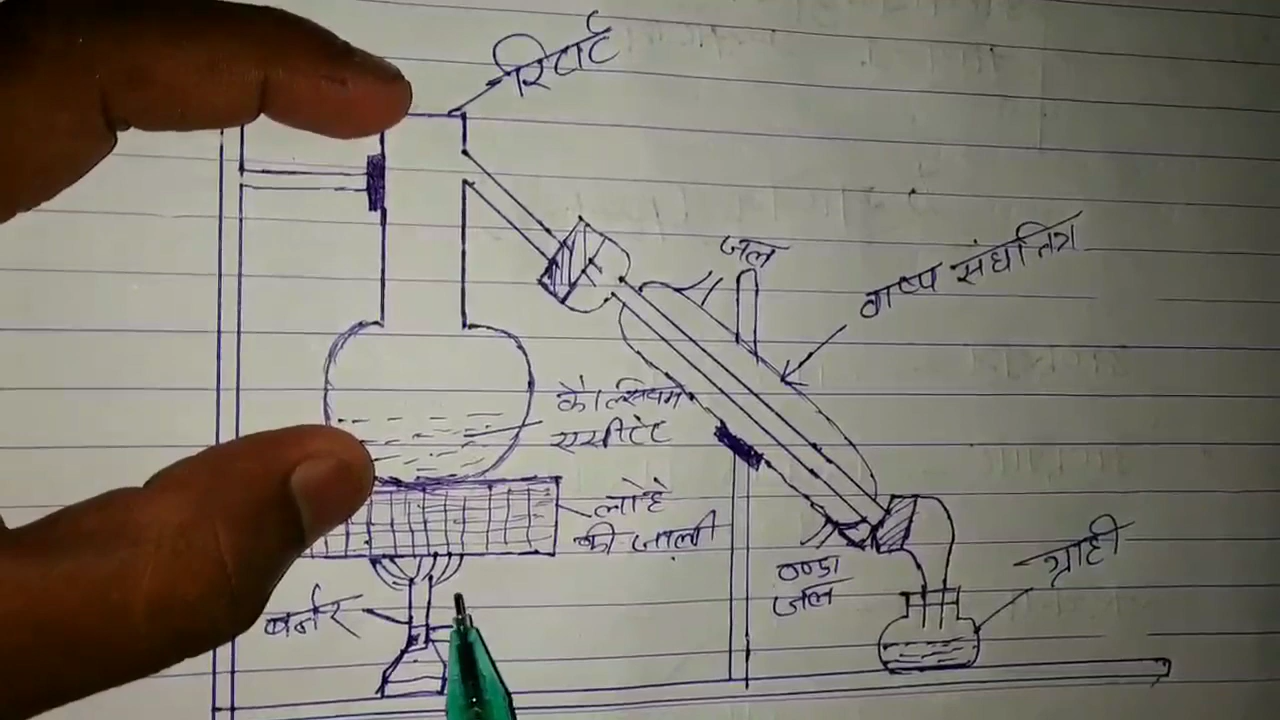 रिटार्ट
जल
वाष्प संघनित्र
कैल्सियम
एसीटेट
लोहे
की जाली
ठण्डा
जल
ग्राही
बर्नर